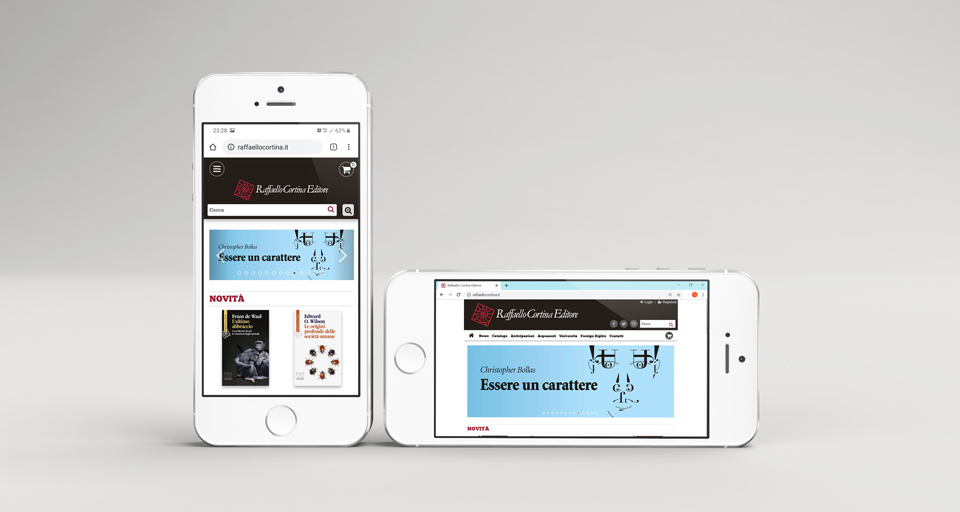 23:28
63%
raffaellocortina.it
0
Raffaello Cortina Editore
Cerca
Christopher Bollas
Essere un carattere
NOVITÀ
Frans de Waal
L'ultimo
abbraccio
Edward
O. Wilson
Le origini
profonde delle
società umane
Raffaello Cortina Editore
raffaellocortina.it
Login
Registrati
Raffaello Cortina Editore
Cerca
News Catalogo Anticipazioni Argomenti Università Foreign Rights Contatti
Christopher Bollas
Essere un carattere
NOVITÀ